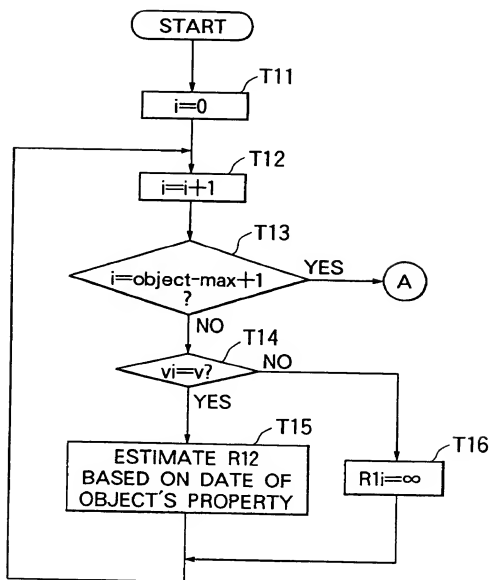 START
T11
i=0
T12
i=i+1
T13
i=object-max+1
?
YES
A
NO
T14
vi=v?
NO
YES
T15
ESTIMATE R12
BASED ON DATE OF
OBJECT'S PROPERTY
T16
R1i=∞